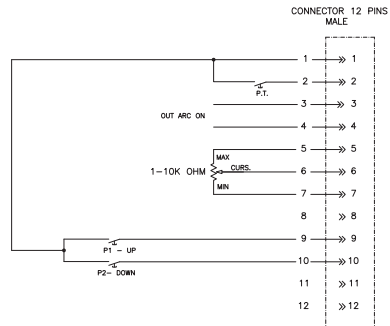 CONNECTOR 12 PINS
MALE
1 1
2 2
P.T.
3 3
OUT ARC ON
4 4
5 5
MAX
1-10K OHM CURS. 6 6
MIN
7 7
8 8
9 9
P1 - UP
10 10
P2- DOWN
11 11
12 12